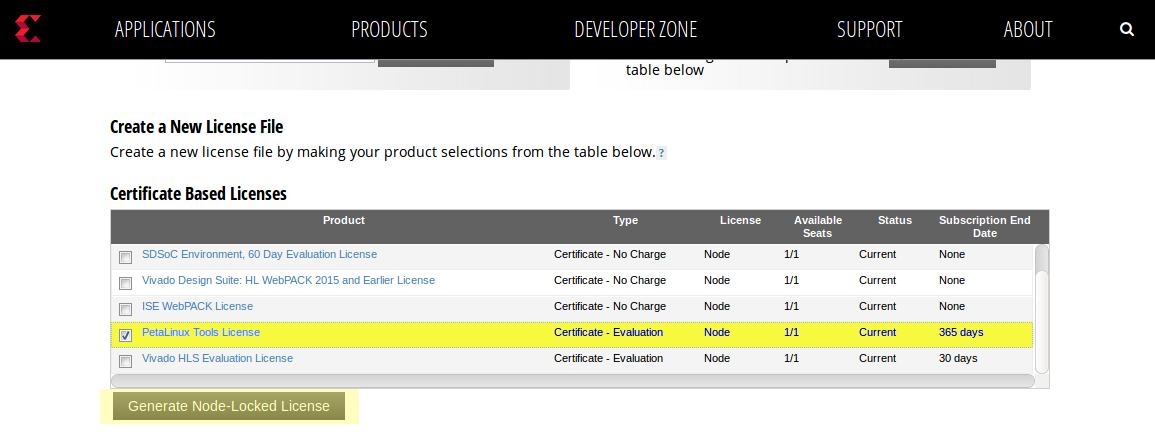 APPLICATIONS PRODUCTS DEVELOPER ZONE SUPPORT ABOUT
table below
Create a New License File
Create a new license file by making your product selections from the table below. ?
Certificate Based Licenses
Product Type License Available Seats Status Subscription End Date
SDSoC Environment, 60 Day Evaluation License Certificate - No Charge Node 1/1 Current None
Vivado Design Suite: HL WebPACK 2015 and Earlier License Certificate - No Charge Node 1/1 Current None
ISE WebPACK License Certificate - No Charge Node 1/1 Current None
PetaLinux Tools License Certificate - Evaluation Node 1/1 Current 365 days
Vivado HLS Evaluation License Certificate - Evaluation Node 1/1 Current 30 days
Generate Node-Locked License